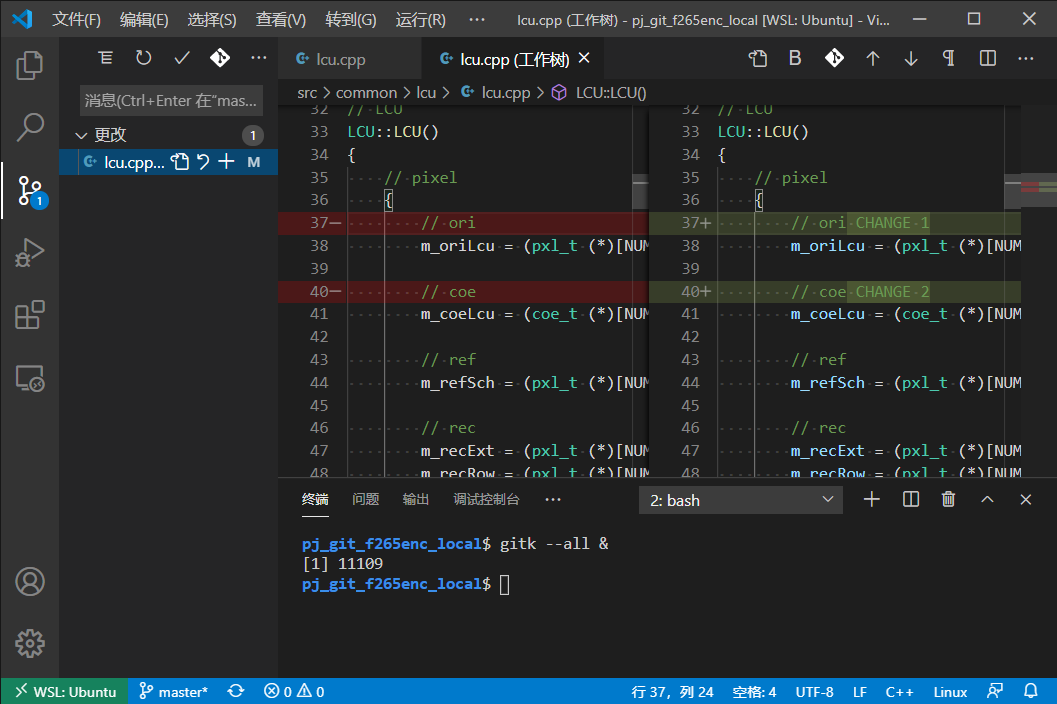 文件(F) 编辑(E) 选择(S) 查看(V) 转到(G) 运行(R) ··· lcu.cpp (工作树) - pj_git_f265enc_local [WSL: Ubuntu] - Vi...
lcu.cpp lcu.cpp (工作树)
消息(Ctrl+Enter 在“mas...
src > common > lcu > lcu.cpp > LCU::LCU()
更改 1
lcu.cpp... M
1
32 // LCU
33 LCU::LCU()
34 {
35 // pixel
36 {
37— // ori
38 m_oriLcu = (pxl_t (*)[NUM
39
40— // coe
41 m_coeLcu = (coe_t (*)[NUM
42
43 // ref
44 m_refSch = (pxl_t (*)[NUM
45
46 // rec
47 m_recExt = (pxl_t (*)[NUM
48 m_recRow = (pxl_t (*)[NUM
32 // LCU
33 LCU::LCU()
34 {
35 // pixel
36 {
37+ // ori CHANGE 1
38 m_oriLcu = (pxl_t (*)[NUM
39
40+ // coe CHANGE 2
41 m_coeLcu = (coe_t (*)[NUM
42
43 // ref
44 m_refSch = (pxl_t (*)[NUM
45
46 // rec
47 m_recExt = (pxl_t (*)[NUM
48 m_recRow = (pxl_t (*)[NUM
终端 问题 输出 调试控制台 ··· 2: bash
pj_git_f265enc_local$ gitk --all &
[1] 11109
pj_git_f265enc_local$
WSL: Ubuntu master* 0 0 行 37，列 24 空格: 4 UTF-8 LF C++ Linux